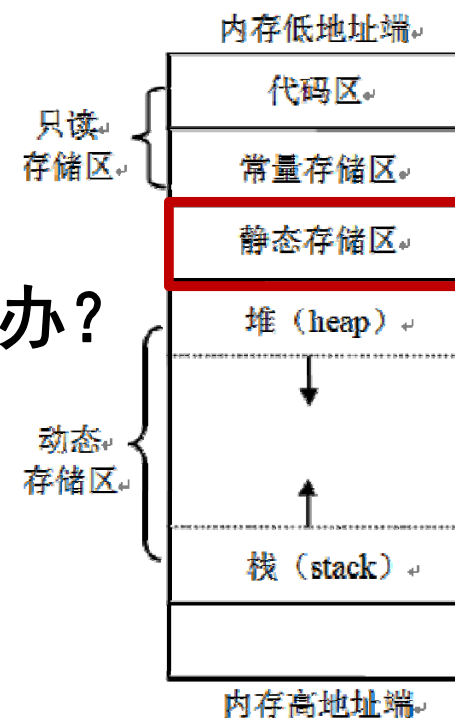 内存低地址端
代码区
只读
存储区
常量存储区
静态存储区
办？
堆（heap）
动态
存储区
栈（stack）
内存高地址端